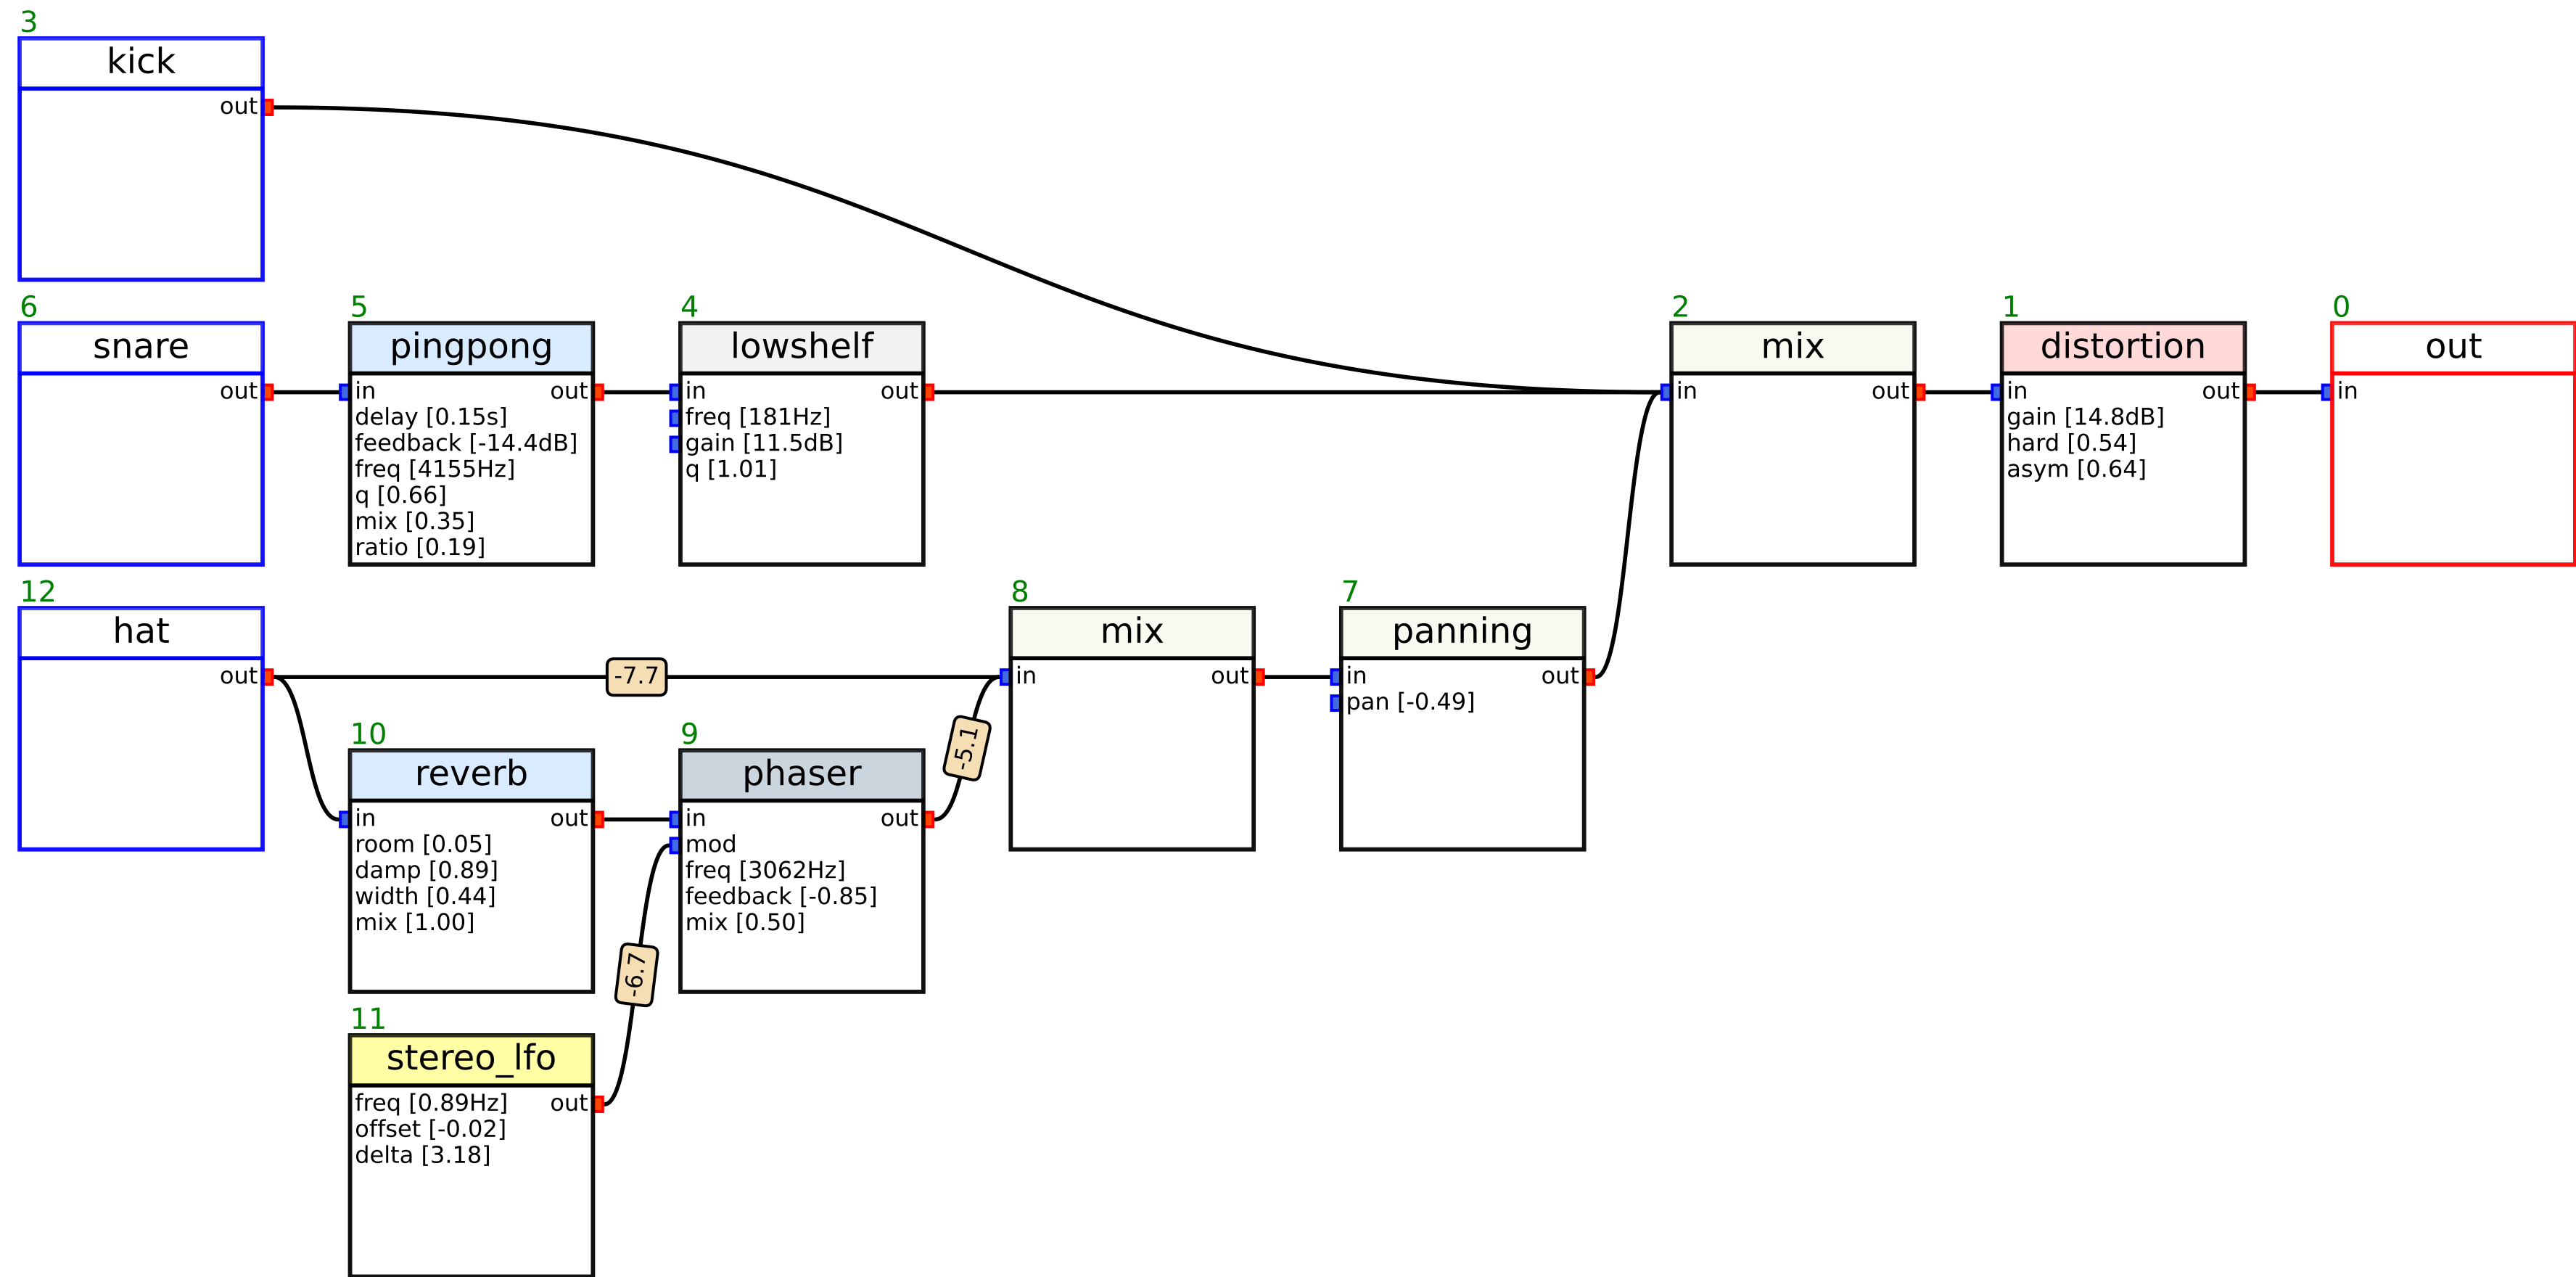 3
kick
out
6
snare
out
5
pingpong
in out
delay [0.15s]
feedback [-14.4dB]
freq [4155Hz]
q [0.66]
mix [0.35]
ratio [0.19]
4
lowshelf
in out
freq [181Hz]
gain [11.5dB]
q [1.01]
2
mix
in out
1
distortion
in out
gain [14.8dB]
hard [0.54]
asym [0.64]
0
out
in
12
hat
out
-7.7
8
mix
in out
7
panning
in out
pan [-0.49]
10
reverb
in out
room [0.05]
damp [0.89]
width [0.44]
mix [1.00]
9
phaser
in out
mod
freq [3062Hz]
feedback [-0.85]
mix [0.50]
-5.1
-6.7
11
stereo_lfo
freq [0.89Hz] out
offset [-0.02]
delta [3.18]